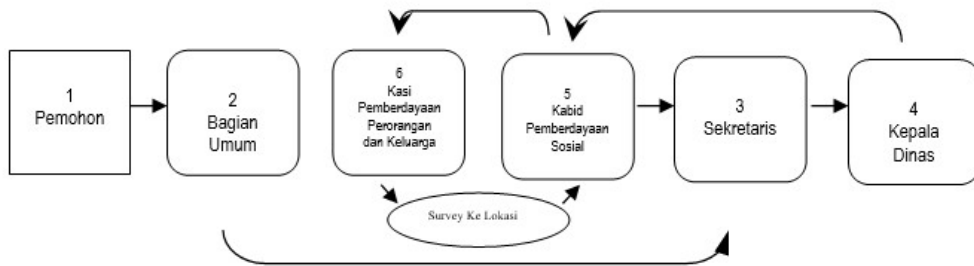 1
Pemohon
2
Bagian
Umum
6
Kasi
Pemberdayaan
Perorangan
dan Keluarga
5
Kabid
Pemberdayaan
Sosial
3
Sekretaris
4
Kepala
Dinas
Survey Ke Lokasi